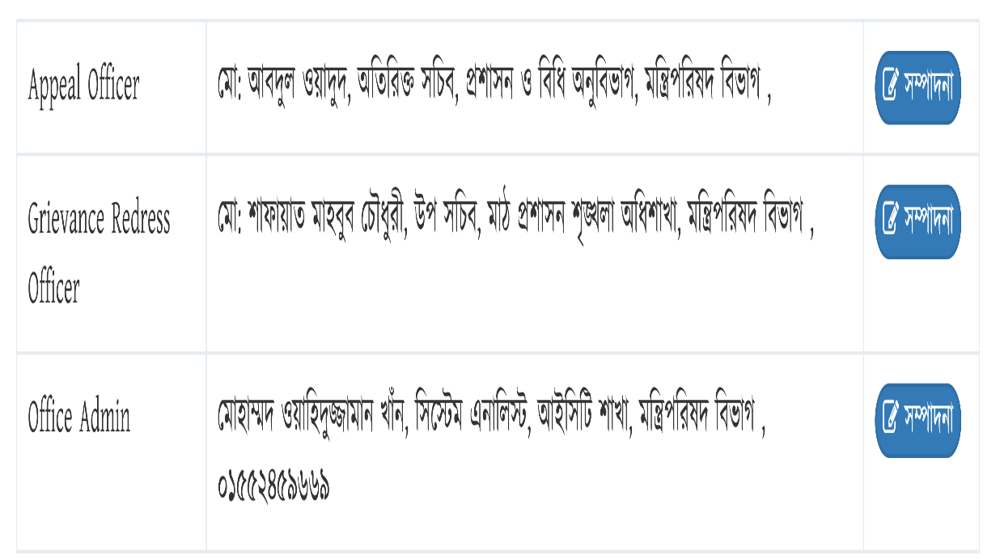 Appeal Officer
মো: আবদুল ওয়াদুদ, অতিরিক্ত সচিব, প্রশাসন ও বিধি অনুবিভাগ, মন্ত্রিপরিষদ বিভাগ ,
সম্পাদনা
Grievance Redress
Officer
মো: শাফায়াত মাহবুব চৌধুরী, উপ সচিব, মাঠ প্রশাসন শৃঙ্খলা অধিশাখা, মন্ত্রিপরিষদ বিভাগ ,
সম্পাদনা
Office Admin
মোহাম্মদ ওয়াহিদুজ্জামান খাঁন, সিস্টেম এনালিস্ট, আইসিটি শাখা, মন্ত্রিপরিষদ বিভাগ ,
০১৫৫২৪৫৯৬৬৯
সম্পাদনা